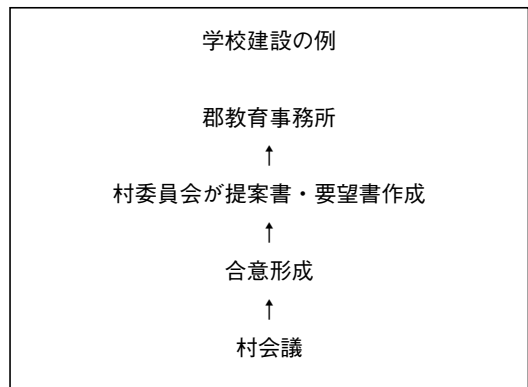 学校建設の例
郡教育事務所
↑
村委員会が提案書・要望書作成
↑
合意形成
↑
村会議